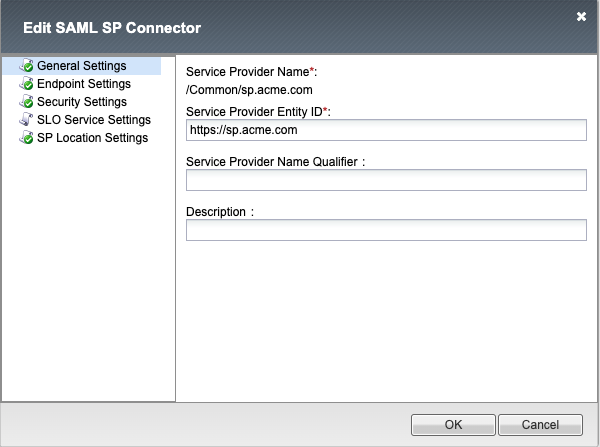 Edit SAML SP Connector
General Settings
Endpoint Settings
Security Settings
SLO Service Settings
SP Location Settings
Service Provider Name*:
/Common/sp.acme.com
Service Provider Entity ID*:
https://sp.acme.com
Service Provider Name Qualifier :
Description :
OK
Cancel